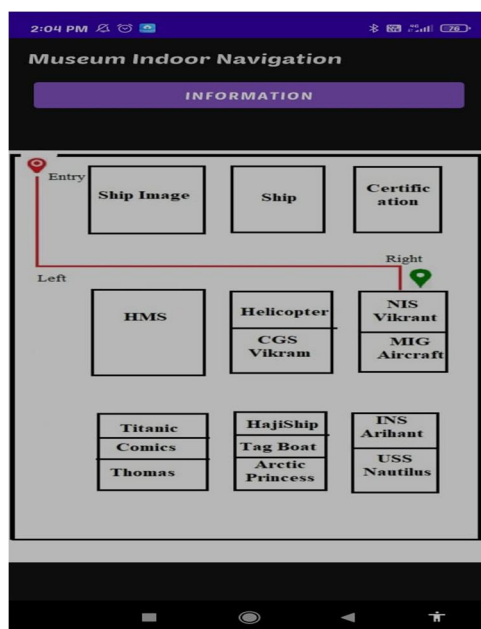 2:04 PM
76
Museum Indoor Navigation
INFORMATION
Entry
Ship Image
Ship
Certific
ation
Right
Left
HMS
Helicopter
CGS
Vikram
NIS
Vikrant
MIG
Aircraft
Titanic
Comics
Thomas
HajiShip
Tag Boat
Arctic
Princess
INS
Arihant
USS
Nautilus